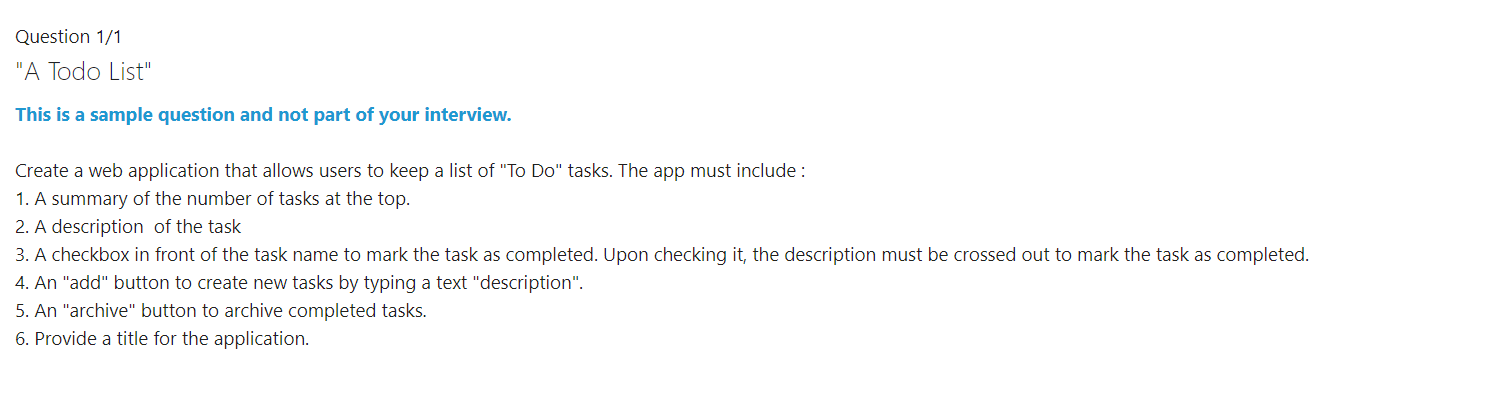 Question 1/1
"A Todo List"
This is a sample question and not part of your interview.
Create a web application that allows users to keep a list of "To Do" tasks. The app must include :
1. A summary of the number of tasks at the top.
2. A description  of the task
3. A checkbox in front of the task name to mark the task as completed. Upon checking it, the description must be crossed out to mark the task as completed.
4. An "add" button to create new tasks by typing a text "description".
5. An "archive" button to archive completed tasks.
6. Provide a title for the application.